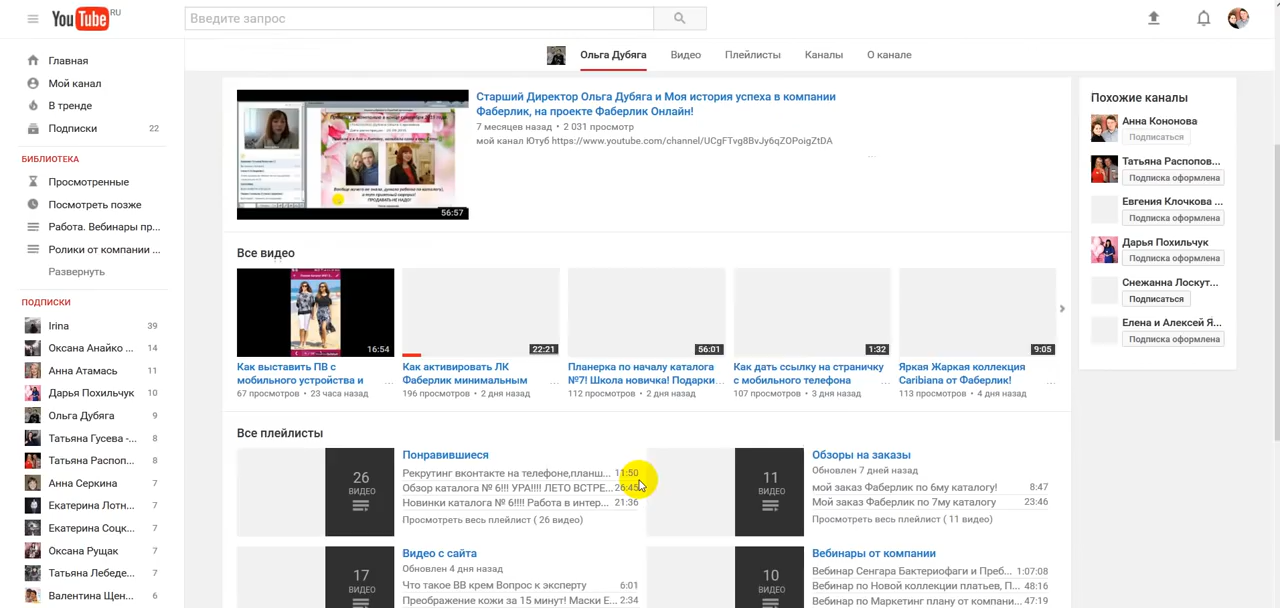 YouTube RU
Введите запрос
Главная
Мой канал
В тренде
Подписки 22
БИБЛИОТЕКА
Просмотренные
Посмотреть позже
Работа. Вебинары пр...
Ролики от компании ...
Развернуть
ПОДПИСКИ
Irina 39
Оксана Анайко ... 14
Анна Атамась 11
Дарья Похильчук 10
Ольга Дубяга 9
Татьяна Гусева -... 8
Татьяна Распоп... 8
Анна Серкина 7
Екатерина Лотн... 7
Екатерина Соцк... 7
Оксана Рущак 7
Татьяна Лебеде... 7
Валентина Щен... 6
Ольга Дубяга Видео Плейлисты Каналы О канале
Старший Директор Ольга Дубяга и Моя история успеха в компании
Фаберлик, на проекте Фаберлик Онлайн!
7 месяцев назад • 2 031 просмотр
мой канал Ютуб https://www.youtube.com/channel/UCgFTvg8BvJy6qZOPoigZtDA
...
56:57
Все видео
16:54
Как выставить ПВ с
мобильного устройства и ...
67 просмотров • 23 часа назад
22:21
Как активировать ЛК
Фаберлик минимальным ...
196 просмотров • 2 дня назад
56:01
Планерка по началу каталога
№7! Школа новичка! Подарки...
112 просмотров • 2 дня назад
1:32
Как дать ссылку на страничку
с мобильного телефона ...
107 просмотров • 3 дня назад
9:05
Яркая Жаркая коллекция
Caribiana от Фаберлик! ...
113 просмотров • 4 дня назад
Все плейлисты
26
ВИДЕО
Понравившиеся
Рекрутинг вконтакте на телефоне,планш... 11:50
Обзор каталога № 6!!! УРА!!!! ЛЕТО ВСТРЕ... 26:45
Новинки каталога № 6!!!! Работа в интер... 21:36
Просмотреть весь плейлист ( 26 видео)
11
ВИДЕО
Обзоры на заказы
Обновлен 7 дней назад
мой заказ Фаберлик по 6му каталогу! 8:47
Мой заказ Фаберлик по 7му каталогу 23:46
Просмотреть весь плейлист ( 11 видео)
17
ВИДЕО
Видео с сайта
Обновлен 4 дня назад
Что такое BB крем Вопрос к эксперту 6:01
Преображение кожи за 15 минут! Маски Е... 2:34
10
ВИДЕО
Вебинары от компании
Вебинар Сенгара Бактериофаги и Преб... 1:07:08
Вебинар по Новой коллекции платьев, П... 48:16
Вебинар по Маркетинг плану от компани... 47:19
Похожие каналы
Анна Кононова
Подписаться
Татьяна Распопов...
Подписка оформлена
Евгения Клочкова ...
Подписка оформлена
Дарья Похильчук
Подписка оформлена
Снежанна Лоскут...
Подписаться
Елена и Алексей Я...
Подписка оформлена